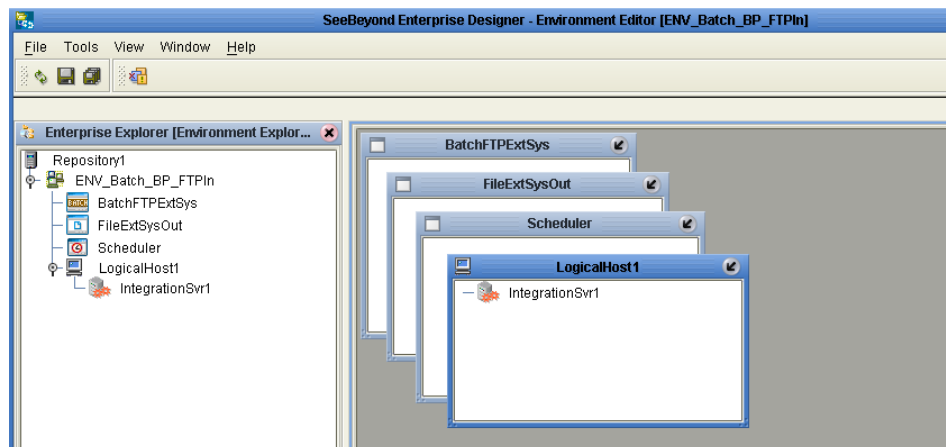 SeeBeyond Enterprise Designer - Environment Editor [ENV_Batch_BP_FTPIn]
File Tools View Window Help
Enterprise Explorer [Environment Explor...
Repository1
ENV_Batch_BP_FTPIn
BATCH BatchFTPExtSys
FileExtSysOut
Scheduler
LogicalHost1
IntegrationSvr1
BatchFTPExtSys
FileExtSysOut
Scheduler
LogicalHost1
IntegrationSvr1